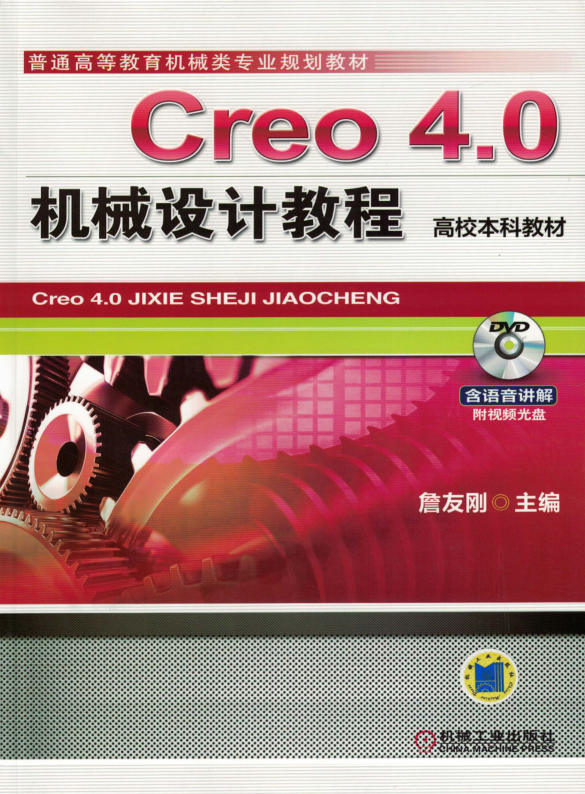 普通高等教育机械类专业规划教材
Creo 4.0
机械设计教程 高校本科教材
Creo 4.0 JIXIE SHEJI JIAOCHENG
DVD
含语音讲解
附视频光盘
詹友刚◎主编
机械工业出版社
CHINA MACHINE PRESS